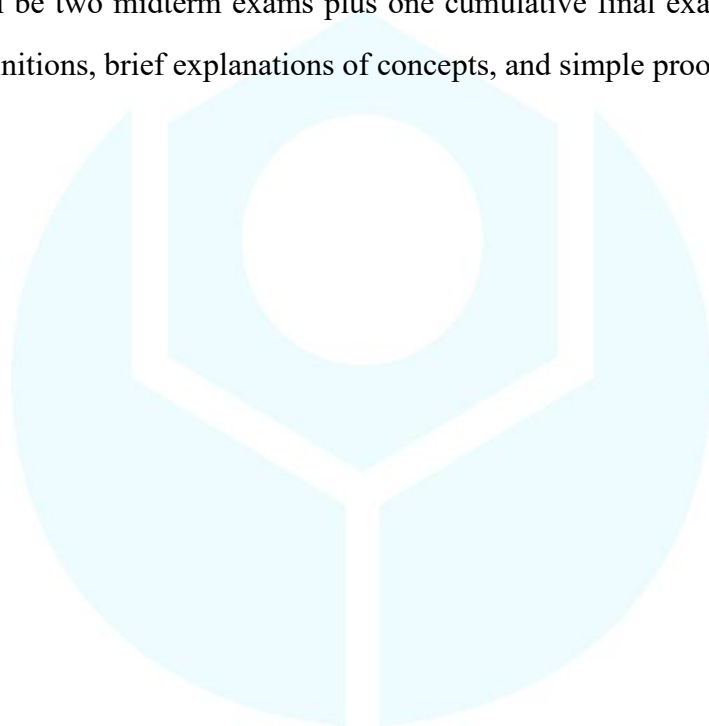 be two midterm exams plus one cumulative final
brief explanations of concepts, and simple